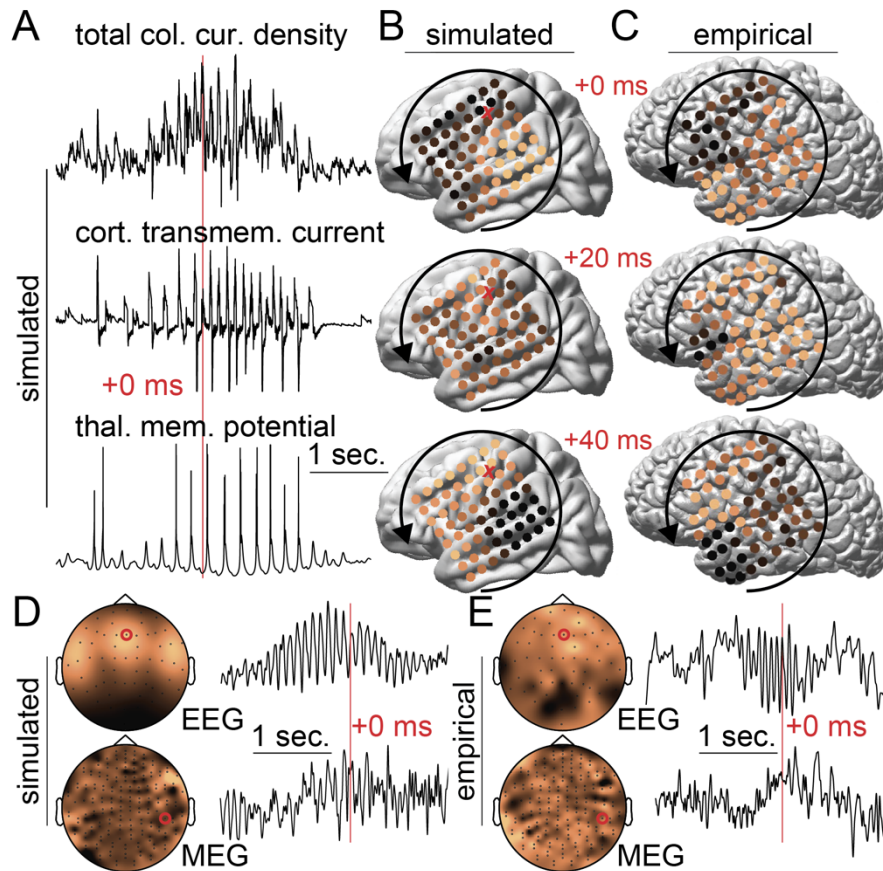 A
total col. cur. density
cort. transmem. current
+0 ms
thal. mem. potential
1 sec.
simulated
B
simulated
x
x
x
C
empirical
+0 ms
+20 ms
+40 ms
D
simulated
EEG
MEG
1 sec.
+0 ms
E
empirical
EEG
MEG
1 sec.
+0 ms